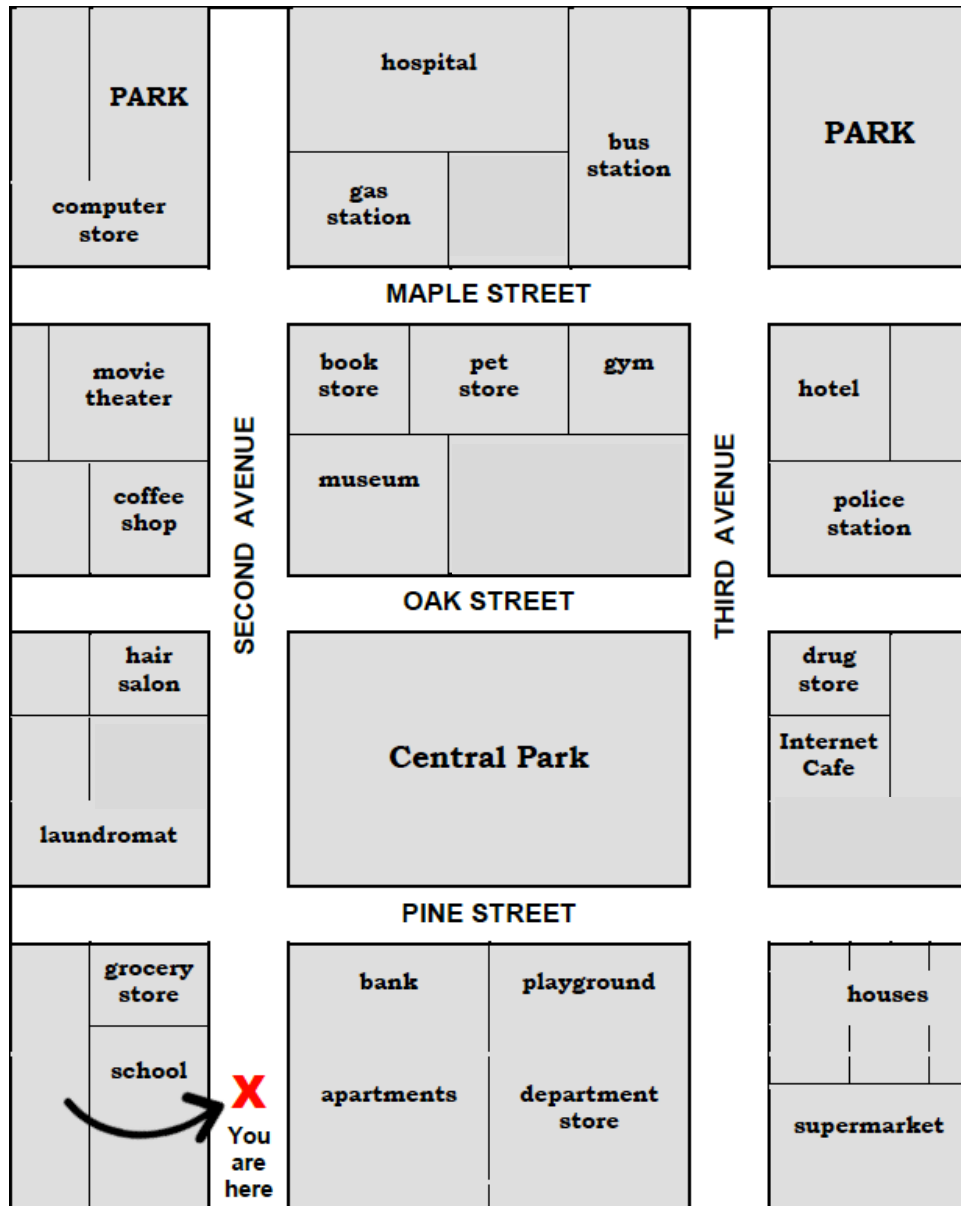 hospital
PARK
PARK
bus
station
gas
station
computer
store
MAPLE STREET
book
store
pet
store
gym
movie
theater
hotel
SECOND AVENUE
THIRD AVENUE
museum
coffee
shop
police
station
OAK STREET
hair
salon
drug
store
Central Park
Internet
Cafe
laundromat
PINE STREET
grocery
store
bank
playground
houses
school
X
apartments
department
store
supermarket
You
are
here